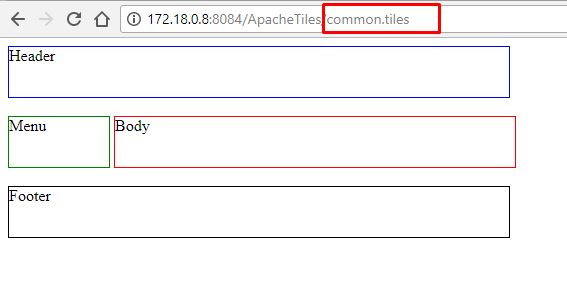 172.18.0.8:8084/ApacheTiles/common.tiles
Header
Menu Body
Footer